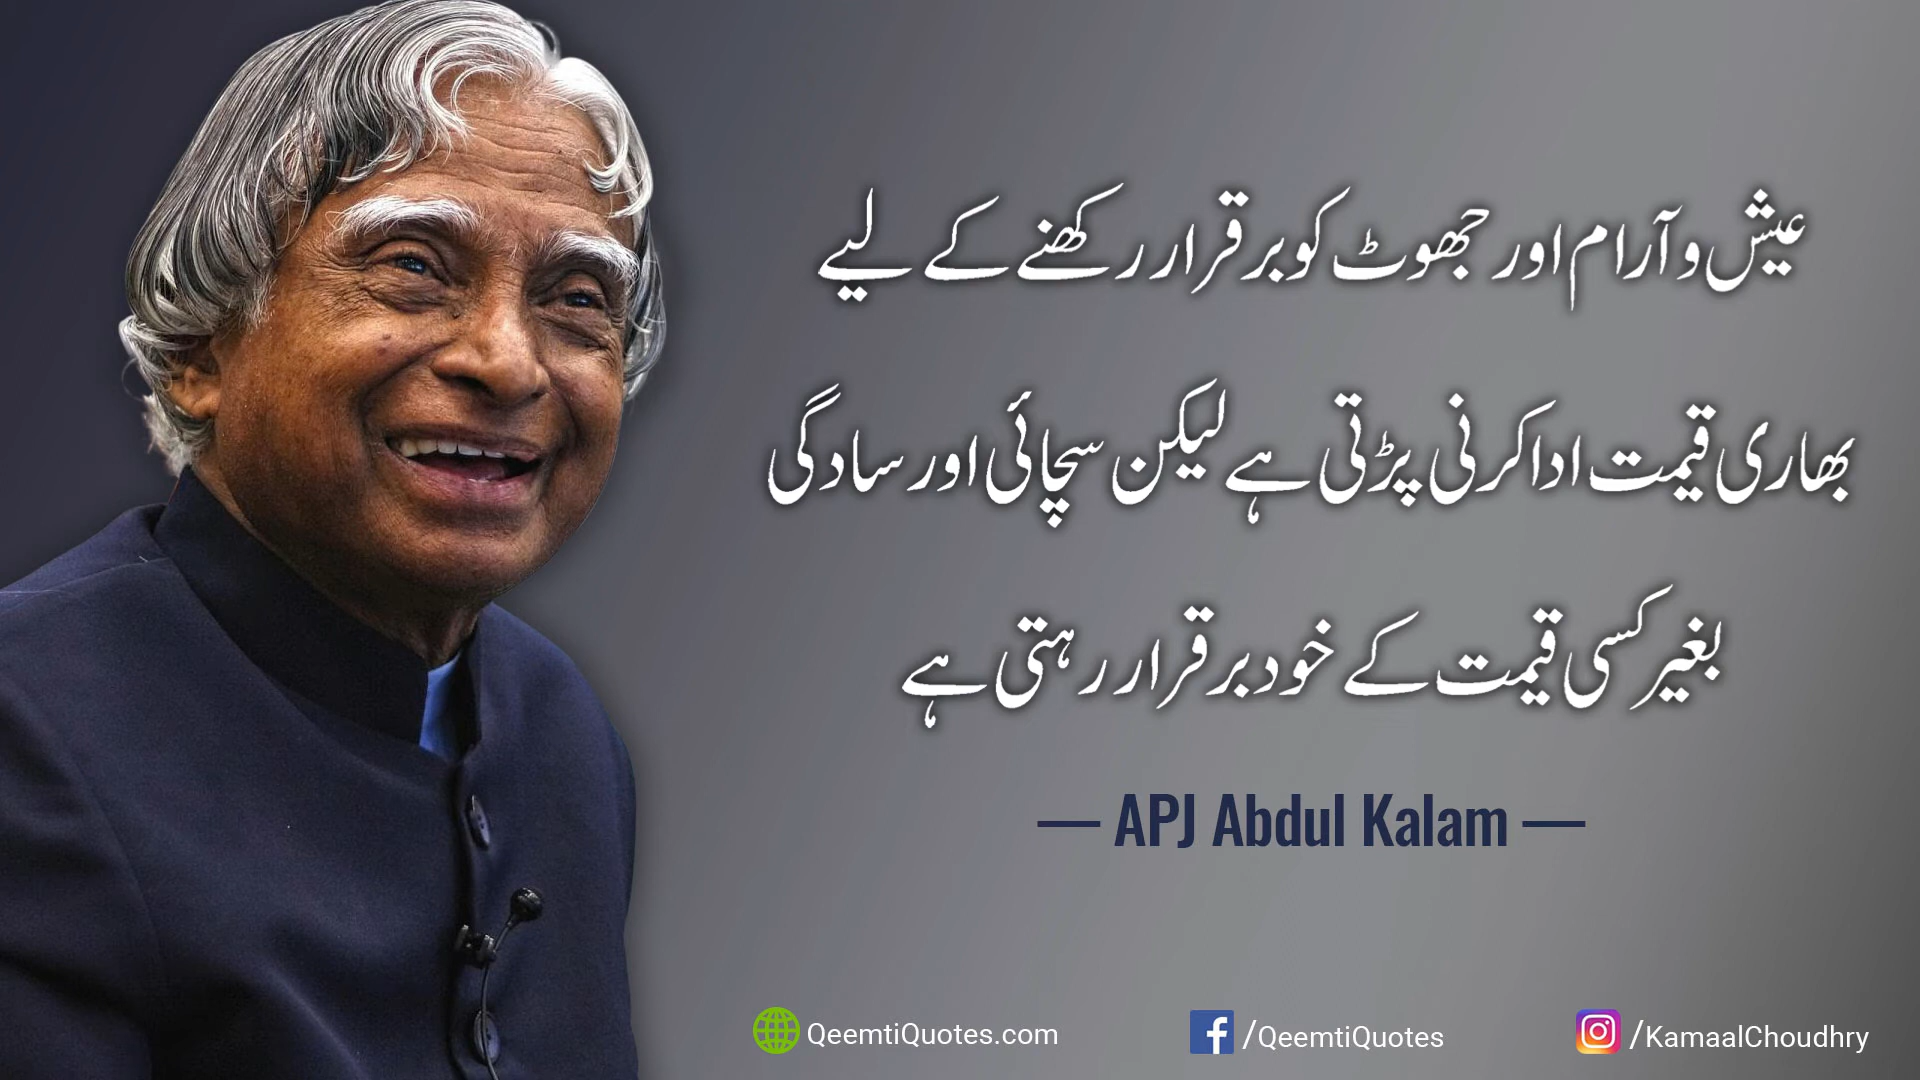 عیش و آرام اور جھوٹ کو برقرار رکھنے کے لیے
بھاری قیمت ادا کرنی پڑتی ہے لیکن سچائی اور سادگی
بغیر کسی قیمت کے خود برقرار رہتی ہے
— APJ Abdul Kalam —
QeemtiQuotes.com
/QeemtiQuotes
/KamaalChoudhry